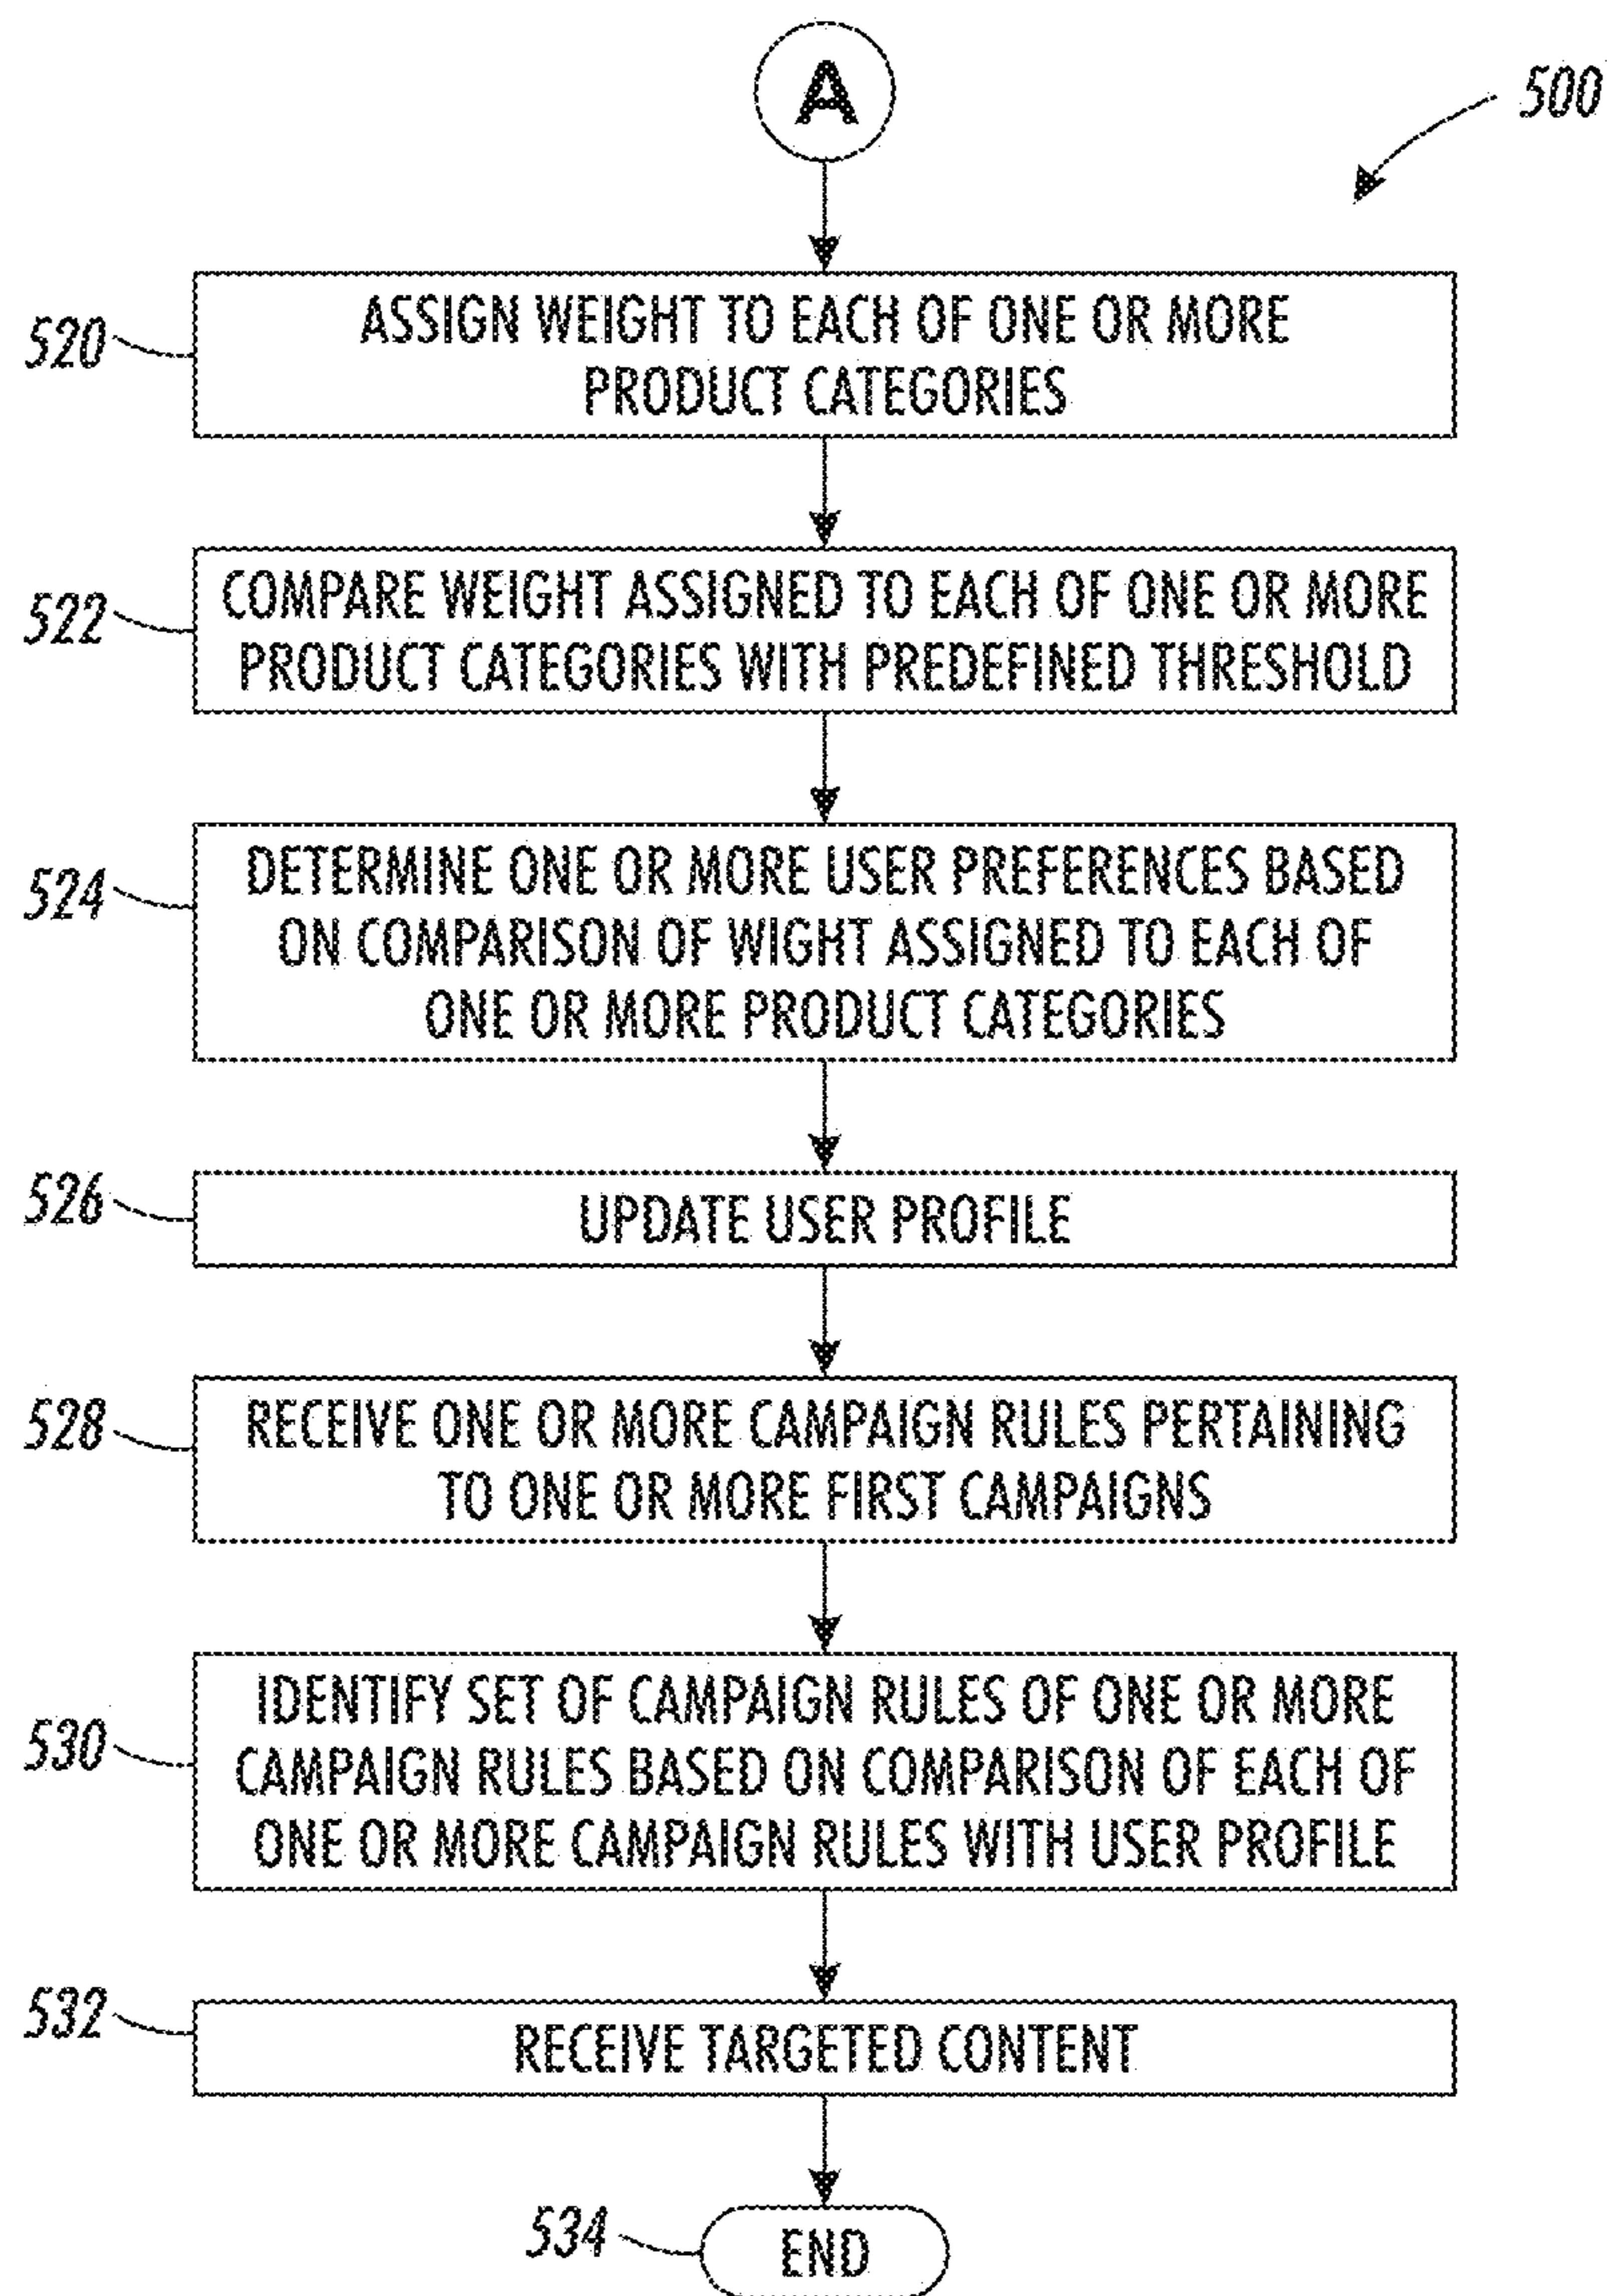 A
500
520
ASSIGN WEIGHT TO EACH OF ONE OR MORE
PRODUCT CATEGORIES
522
COMPARE WEIGHT ASSIGNED TO EACH OF ONE OR MORE
PRODUCT CATEGORIES WITH PREDEFINED THRESHOLD
524
DETERMINE ONE OR MORE USER PREFERENCES BASED
ON COMPARISON OF WIGHT ASSIGNED TO EACH OF
ONE OR MORE PRODUCT CATEGORIES
526
UPDATE USER PROFILE
528
RECEIVE ONE OR MORE CAMPAIGN RULES PERTAINING
TO ONE OR MORE FIRST CAMPAIGNS
530
IDENTIFY SET OF CAMPAIGN RULES OF ONE OR MORE
CAMPAIGN RULES BASED ON COMPARISON OF EACH OF
ONE OR MORE CAMPAIGN RULES WITH USER PROFILE
532
RECEIVE TARGETED CONTENT
534
END